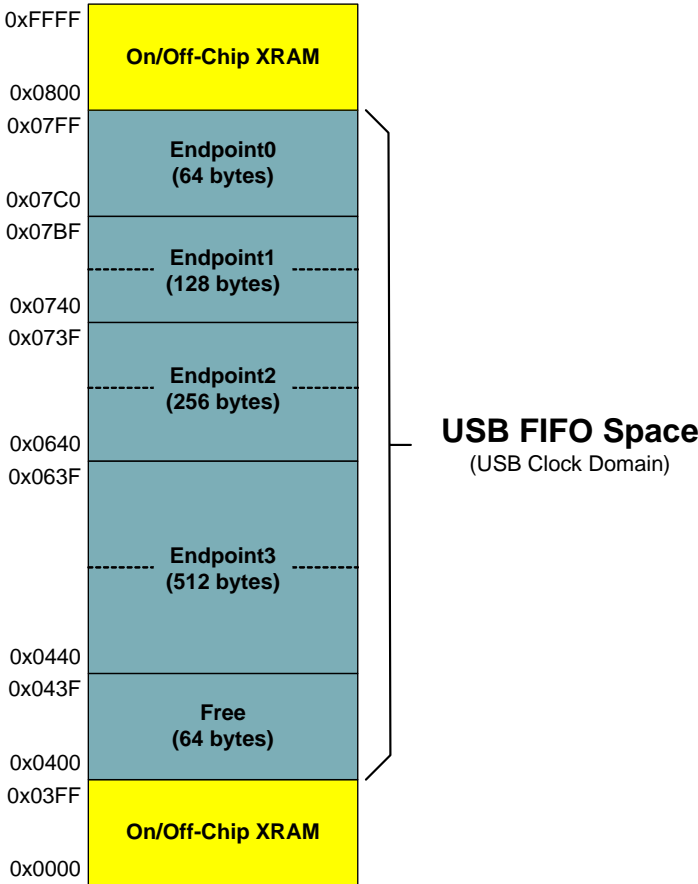 0xFFFF
On/Off-Chip XRAM
0x0800
0x07FF
Endpoint0
(64 bytes)
0x07C0
0x07BF
Endpoint1
(128 bytes)
0x0740
0x073F
Endpoint2
(256 bytes)
0x0640
0x063F
Endpoint3
(512 bytes)
0x0440
0x043F
Free
(64 bytes)
0x0400
0x03FF
On/Off-Chip XRAM
0x0000
USB FIFO Space
(USB Clock Domain)